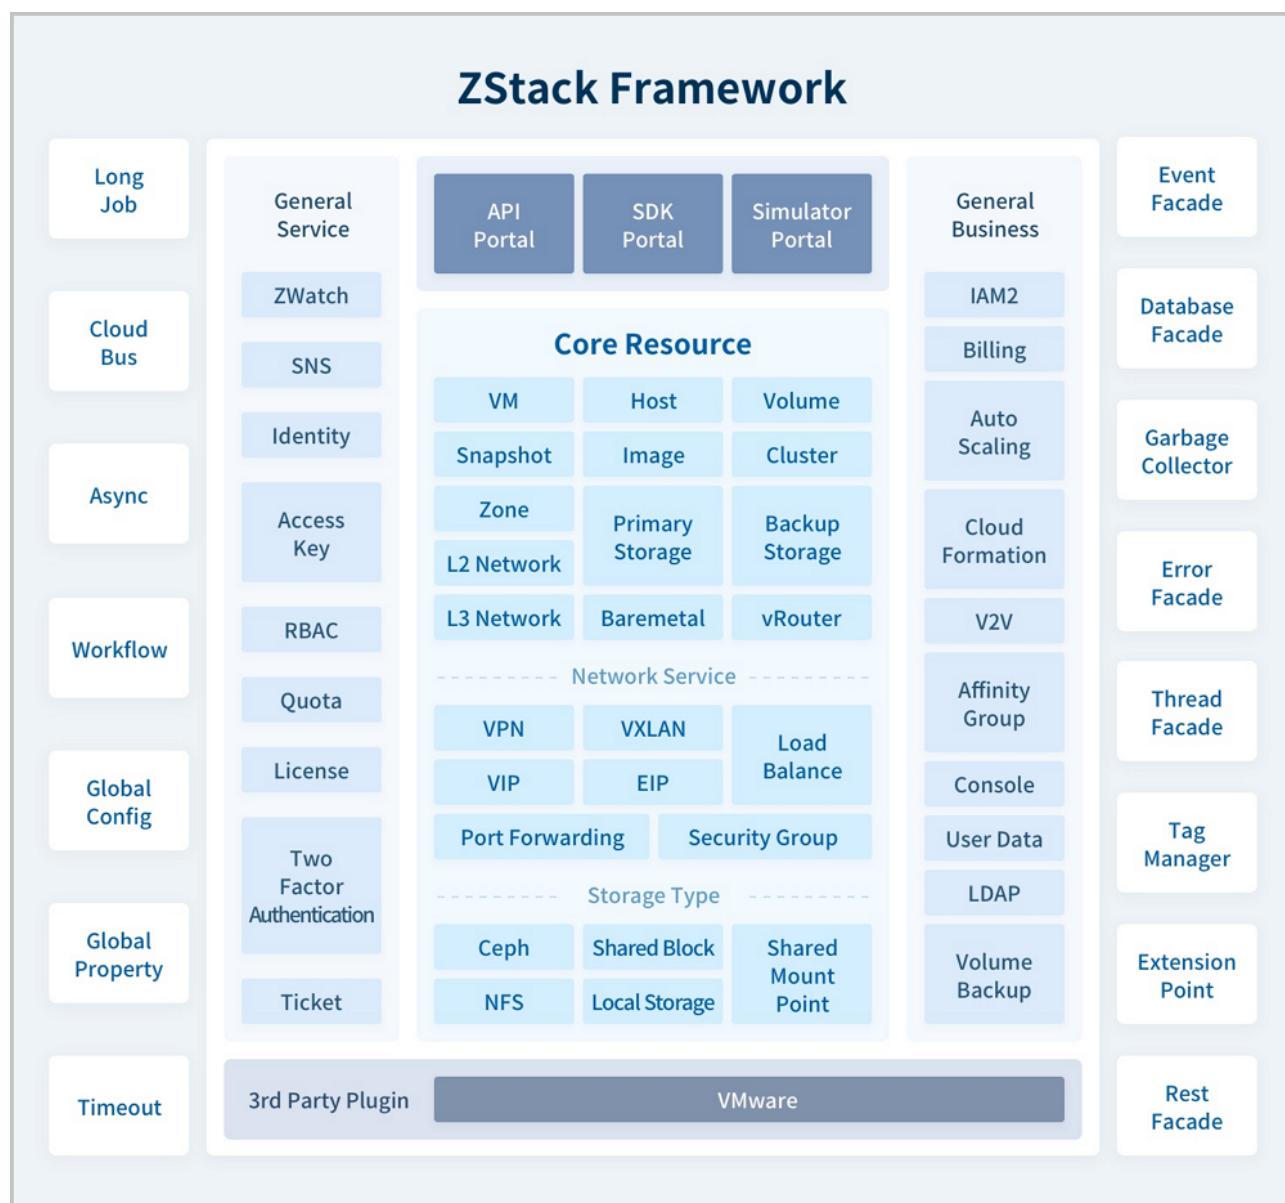 ZStack Framework
Long
Job
Cloud
Bus
Async
Workflow
Global
Config
Global
Property
Timeout
General
Service
ZWatch
SNS
Identity
Access
Key
RBAC
Quota
License
Two
Factor
Authentication
Ticket
API
Portal
SDK
Portal
Simulator
Portal
Core Resource
VM
Host
Volume
Snapshot
Image
Cluster
Zone
Primary
Storage
Backup
Storage
L2 Network
L3 Network
Baremetal
vRouter
Network Service
VPN
VXLAN
Load
Balance
VIP
EIP
Port Forwarding
Security Group
Storage Type
Ceph
Shared Block
Shared
Mount
Point
NFS
Local Storage
General
Business
IAM2
Billing
Auto
Scaling
Cloud
Formation
V2V
Affinity
Group
Console
User Data
LDAP
Volume
Backup
3rd Party Plugin
VMware
Event
Facade
Database
Facade
Garbage
Collector
Error
Facade
Thread
Facade
Tag
Manager
Extension
Point
Rest
Facade